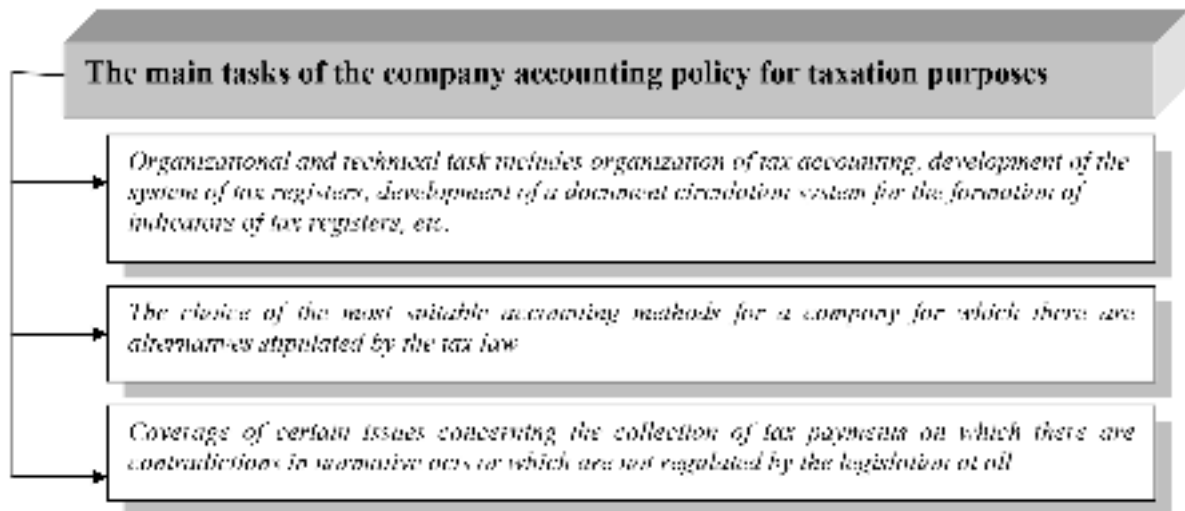 The main tasks of the company accounting policy for taxation purposes
Organizational and technical task includes organization of tax accounting, development of the
system of tax registers, development of a document circulation system for the formation of
indicators of tax registers, etc.
The choice of the most suitable accounting methods for a company for which there are
alternatives stipulated by the tax law
Coverage of certain issues concerning the collection of tax payments on which there are
contradictions in normative acts or which are not regulated by the legislation at all